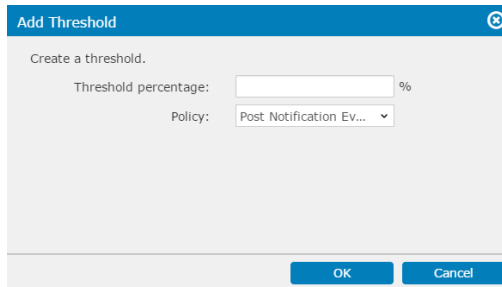 Add Threshold
Create a threshold.
Threshold percentage: %
Policy: Post Notification Ev...
OK Cancel